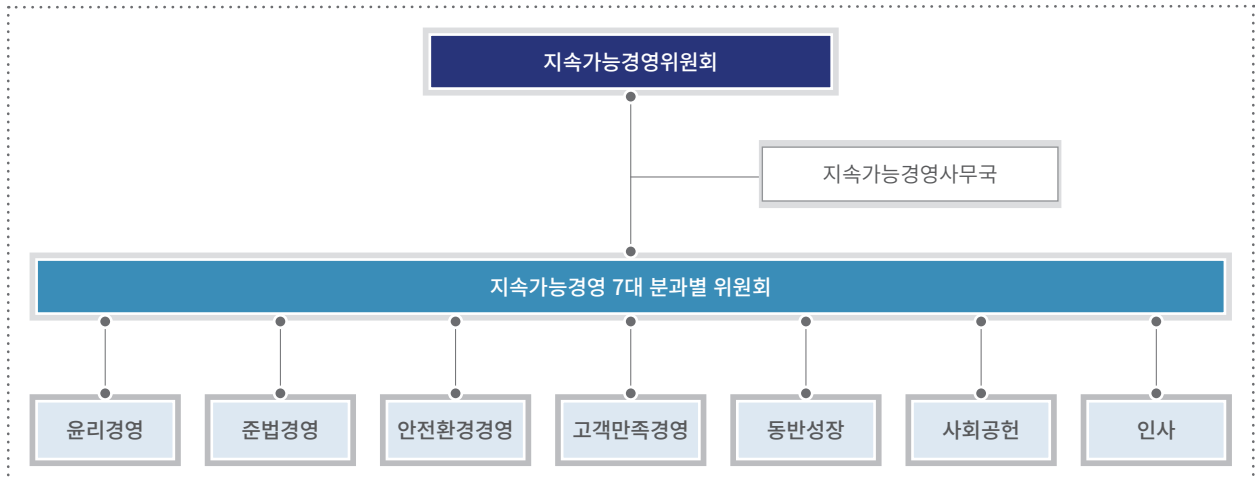 지속가능경영위원회
지속가능경영사무국
지속가능경영 7대 분과별 위원회
윤리경영
준법경영
안전환경경영
고객만족경영
동반성장
사회공헌
인사